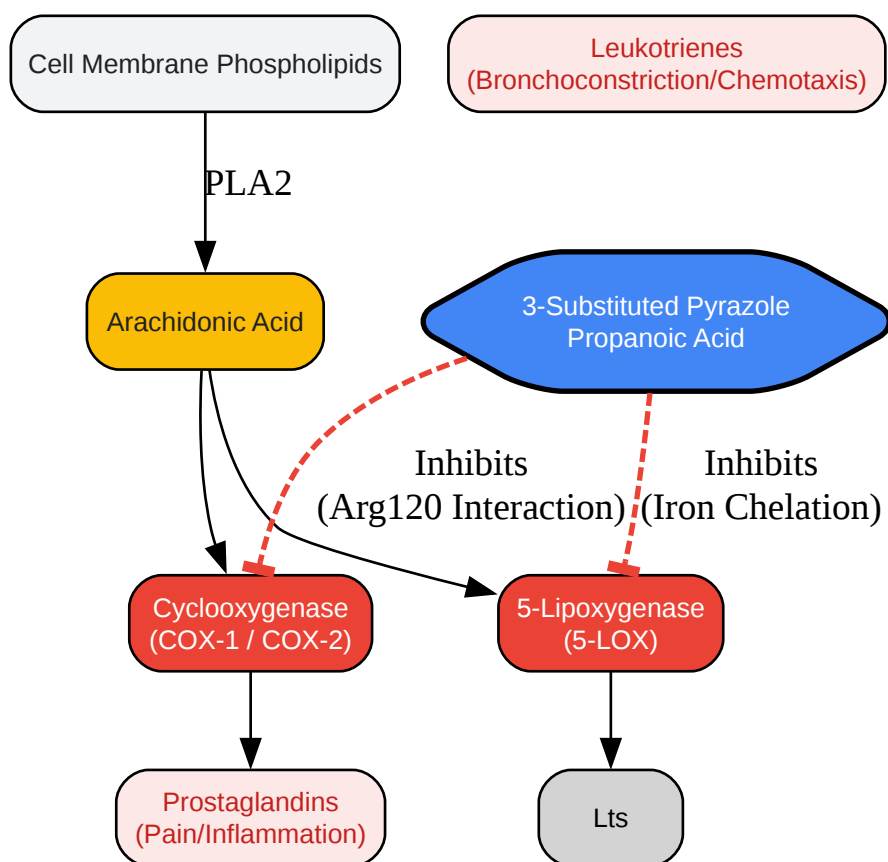 Cell Membrane Phospholipids
Leukotrienes
(Bronchoconstriction/Chemotaxis)
PLA2
Arachidonic Acid
3-Substituted Pyrazole
Propanoic Acid
Inhibits
(Arg120 Interaction)
Inhibits
(Iron Chelation)
Cyclooxygenase
(COX-1 / COX-2)
5-Lipoxygenase
(5-LOX)
Prostaglandins
(Pain/Inflammation)
Lts